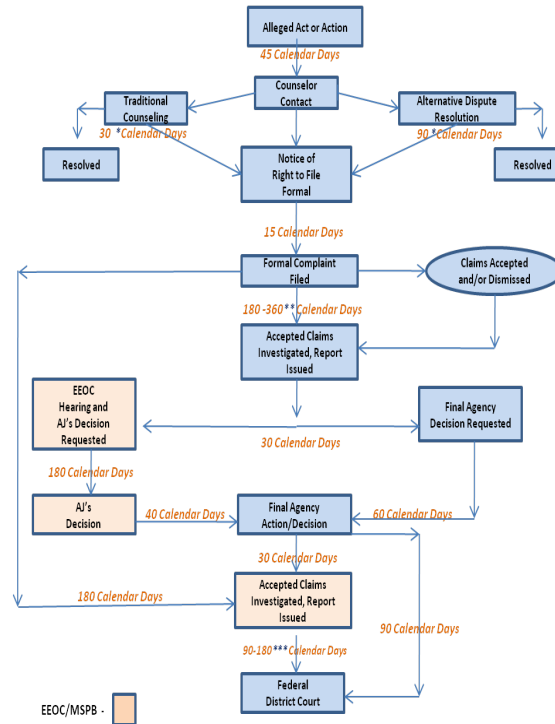 Alleged Act or Action
45 Calendar Days
Traditional
Counseling
Counselor
Contact
Alternative Dispute
Resolution
30 *Calendar Days
90 *Calendar Days
Resolved
Notice of
Right to File
Formal
Resolved
15 Calendar Days
Formal Complaint
Filed
Claims Accepted
and/or Dismissed
180 -360**Calendar Days
Accepted Claims
Investigated, Report
Issued
EEOC
Hearing and
AJ's Decision
Requested
Final Agency
Decision Requested
30 Calendar Days
180 Calendar Days
AJ's
Decision
40 Calendar Days
Final Agency
Action/Decision
60 Calendar Days
30 Calendar Days
Accepted Claims
Investigated, Report
Issued
180 Calendar Days
90 Calendar Days
90-180***Calendar Days
Federal
District Court
EEOC/MSPB -